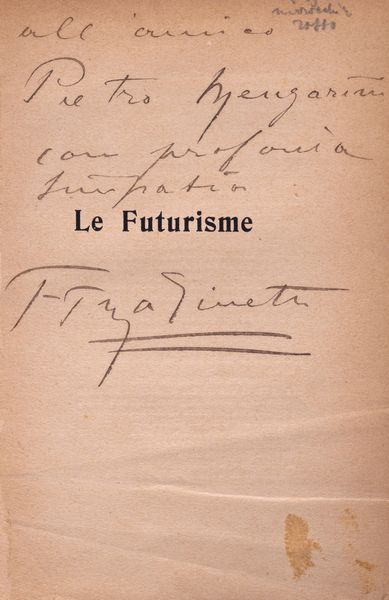 all'amico
Pietro Mengarini
con profonda
simpatia
Le Futurisme
F T Marinetti